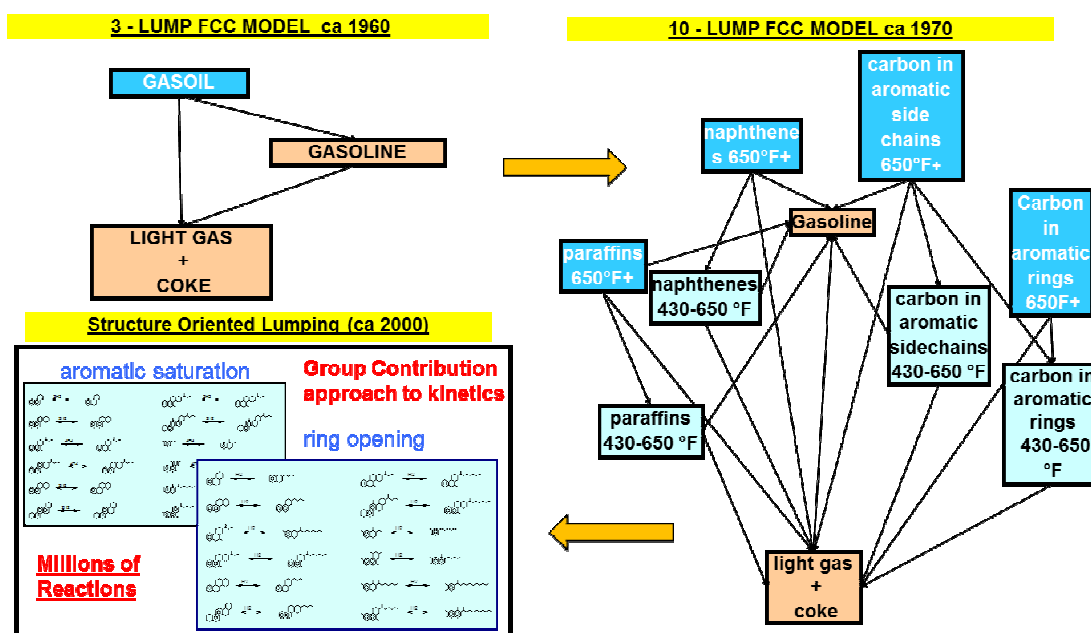 3 - LUMP FCC MODEL ca 1960
GASOIL
GASOLINE
LIGHT GAS
+
COKE
10 - LUMP FCC MODEL ca 1970
carbon in
aromatic
side
chains
650°F+
naphthene
s 650°F+
Gasoline
Carbon
in
aromatic
rings
650F+
paraffins
650°F+
naphthenes
430-650 °F
carbon in
aromatic
sidechains
430-650 °F
carbon in
aromatic
rings
430-650
°F
paraffins
430-650 °F
light gas
+
coke
Structure Oriented Lumping (ca 2000)
aromatic saturation
Group Contribution
approach to kinetics
ring opening
Millions of
Reactions